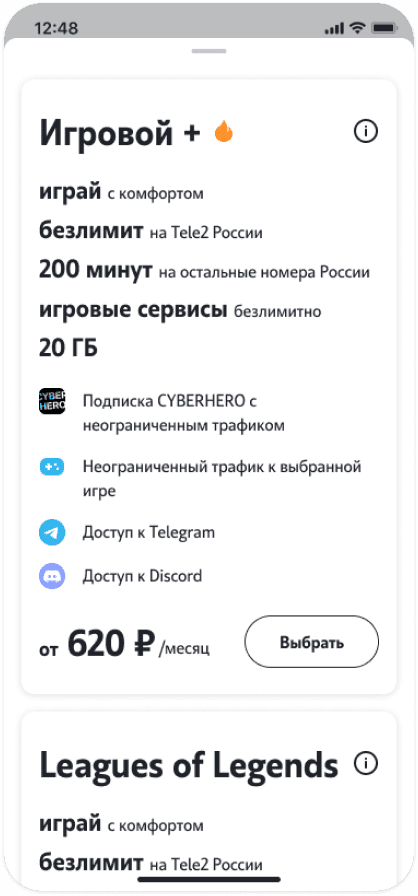 12:48
Игровой +
играй с комфортом
безлимит на Tele2 России
200 минут на остальные номера России
игровые сервисы безлимитно
20 ГБ
CYBER
HERO
Подписка CYBERHERO с
неограниченным трафиком
Неограниченный трафик к выбранной
игре
Доступ к Telegram
Доступ к Discord
от 620 ₽ /месяц
Выбрать
Leagues of Legends
играй с комфортом
безлимит на Tele2 России